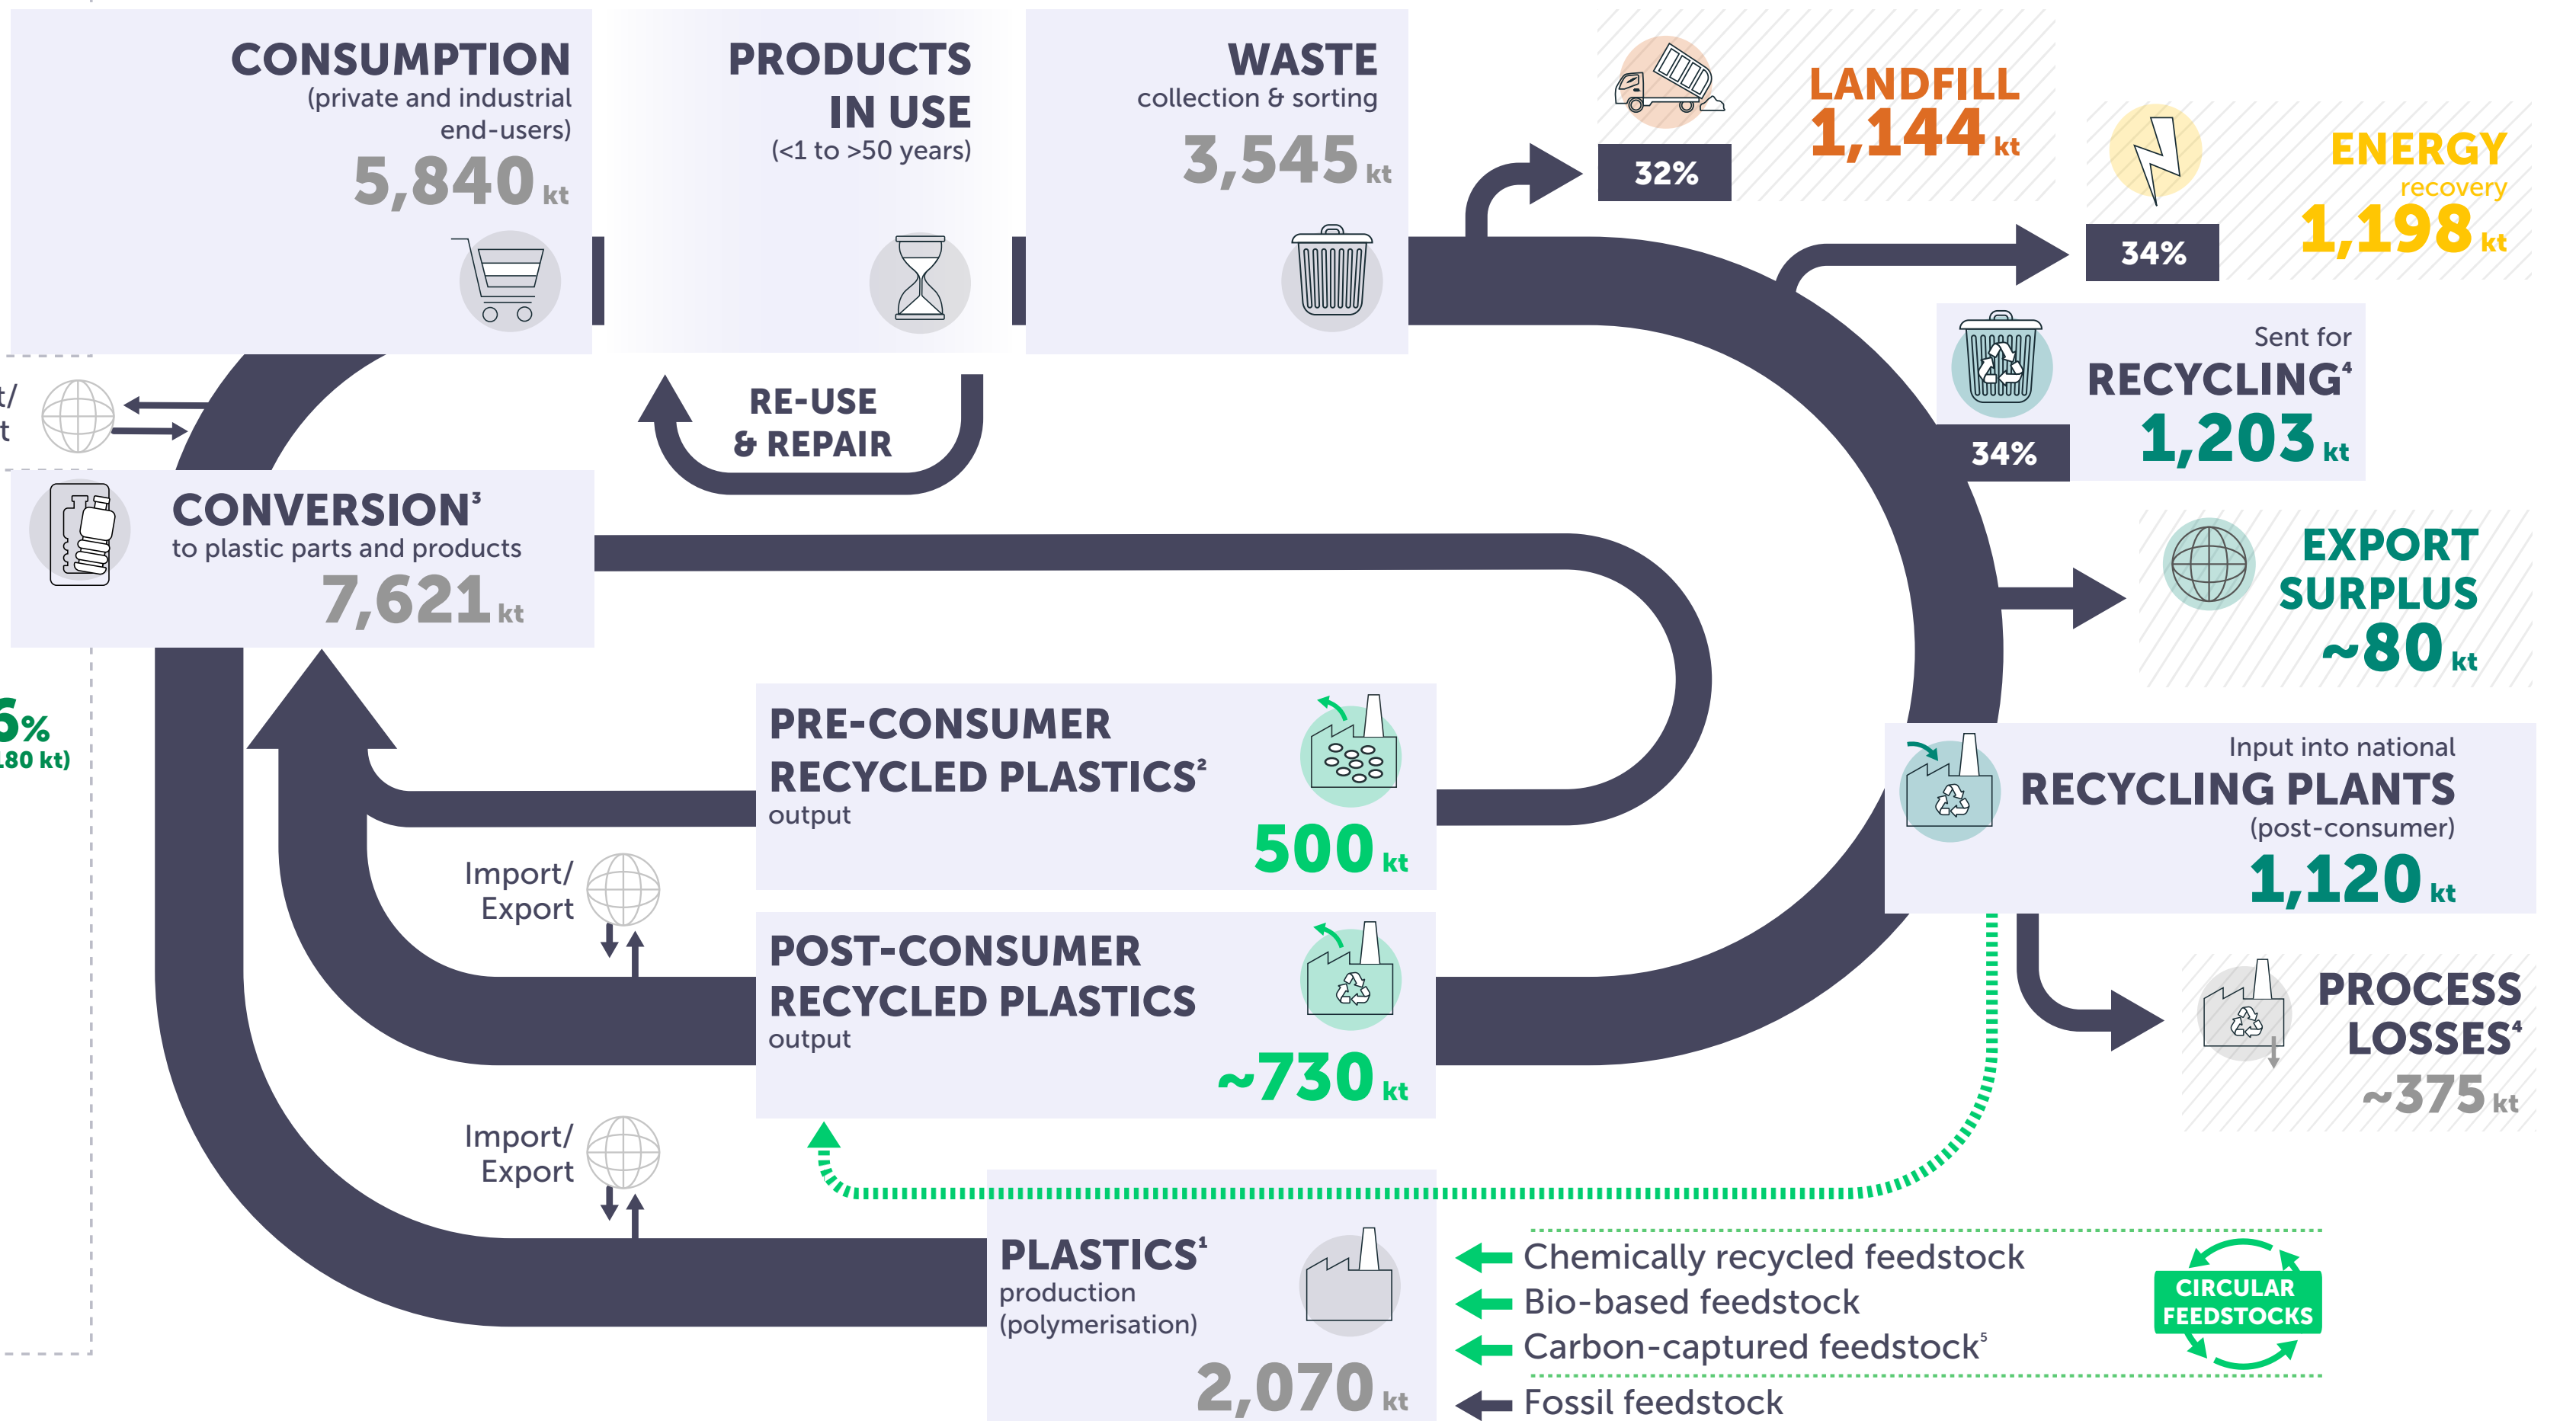 CONSUMPTION
(private and industrial
end-users)
5,840 kt
PRODUCTS
IN USE
(<1 to >50 years)
WASTE
collection & sorting
3,545 kt
LANDFILL
1,144 kt
32%
ENERGY
recovery
1,198 kt
34%
Sent for
RECYCLING⁴
1,203 kt
34%
RE-USE
& REPAIR
CONVERSION³
to plastic parts and products
7,621 kt
EXPORT
SURPLUS
~80 kt
PRE-CONSUMER
RECYCLED PLASTICS²
output
500 kt
Input into national
RECYCLING PLANTS
(post-consumer)
1,120 kt
Import/
Export
POST-CONSUMER
RECYCLED PLASTICS
output
~730 kt
PROCESS
LOSSES⁴
~375 kt
Import/
Export
PLASTICS¹
production
(polymerisation)
2,070 kt
Chemically recycled feedstock
Bio-based feedstock
Carbon-captured feedstock⁵
Fossil feedstock
CIRCULAR
FEEDSTOCKS